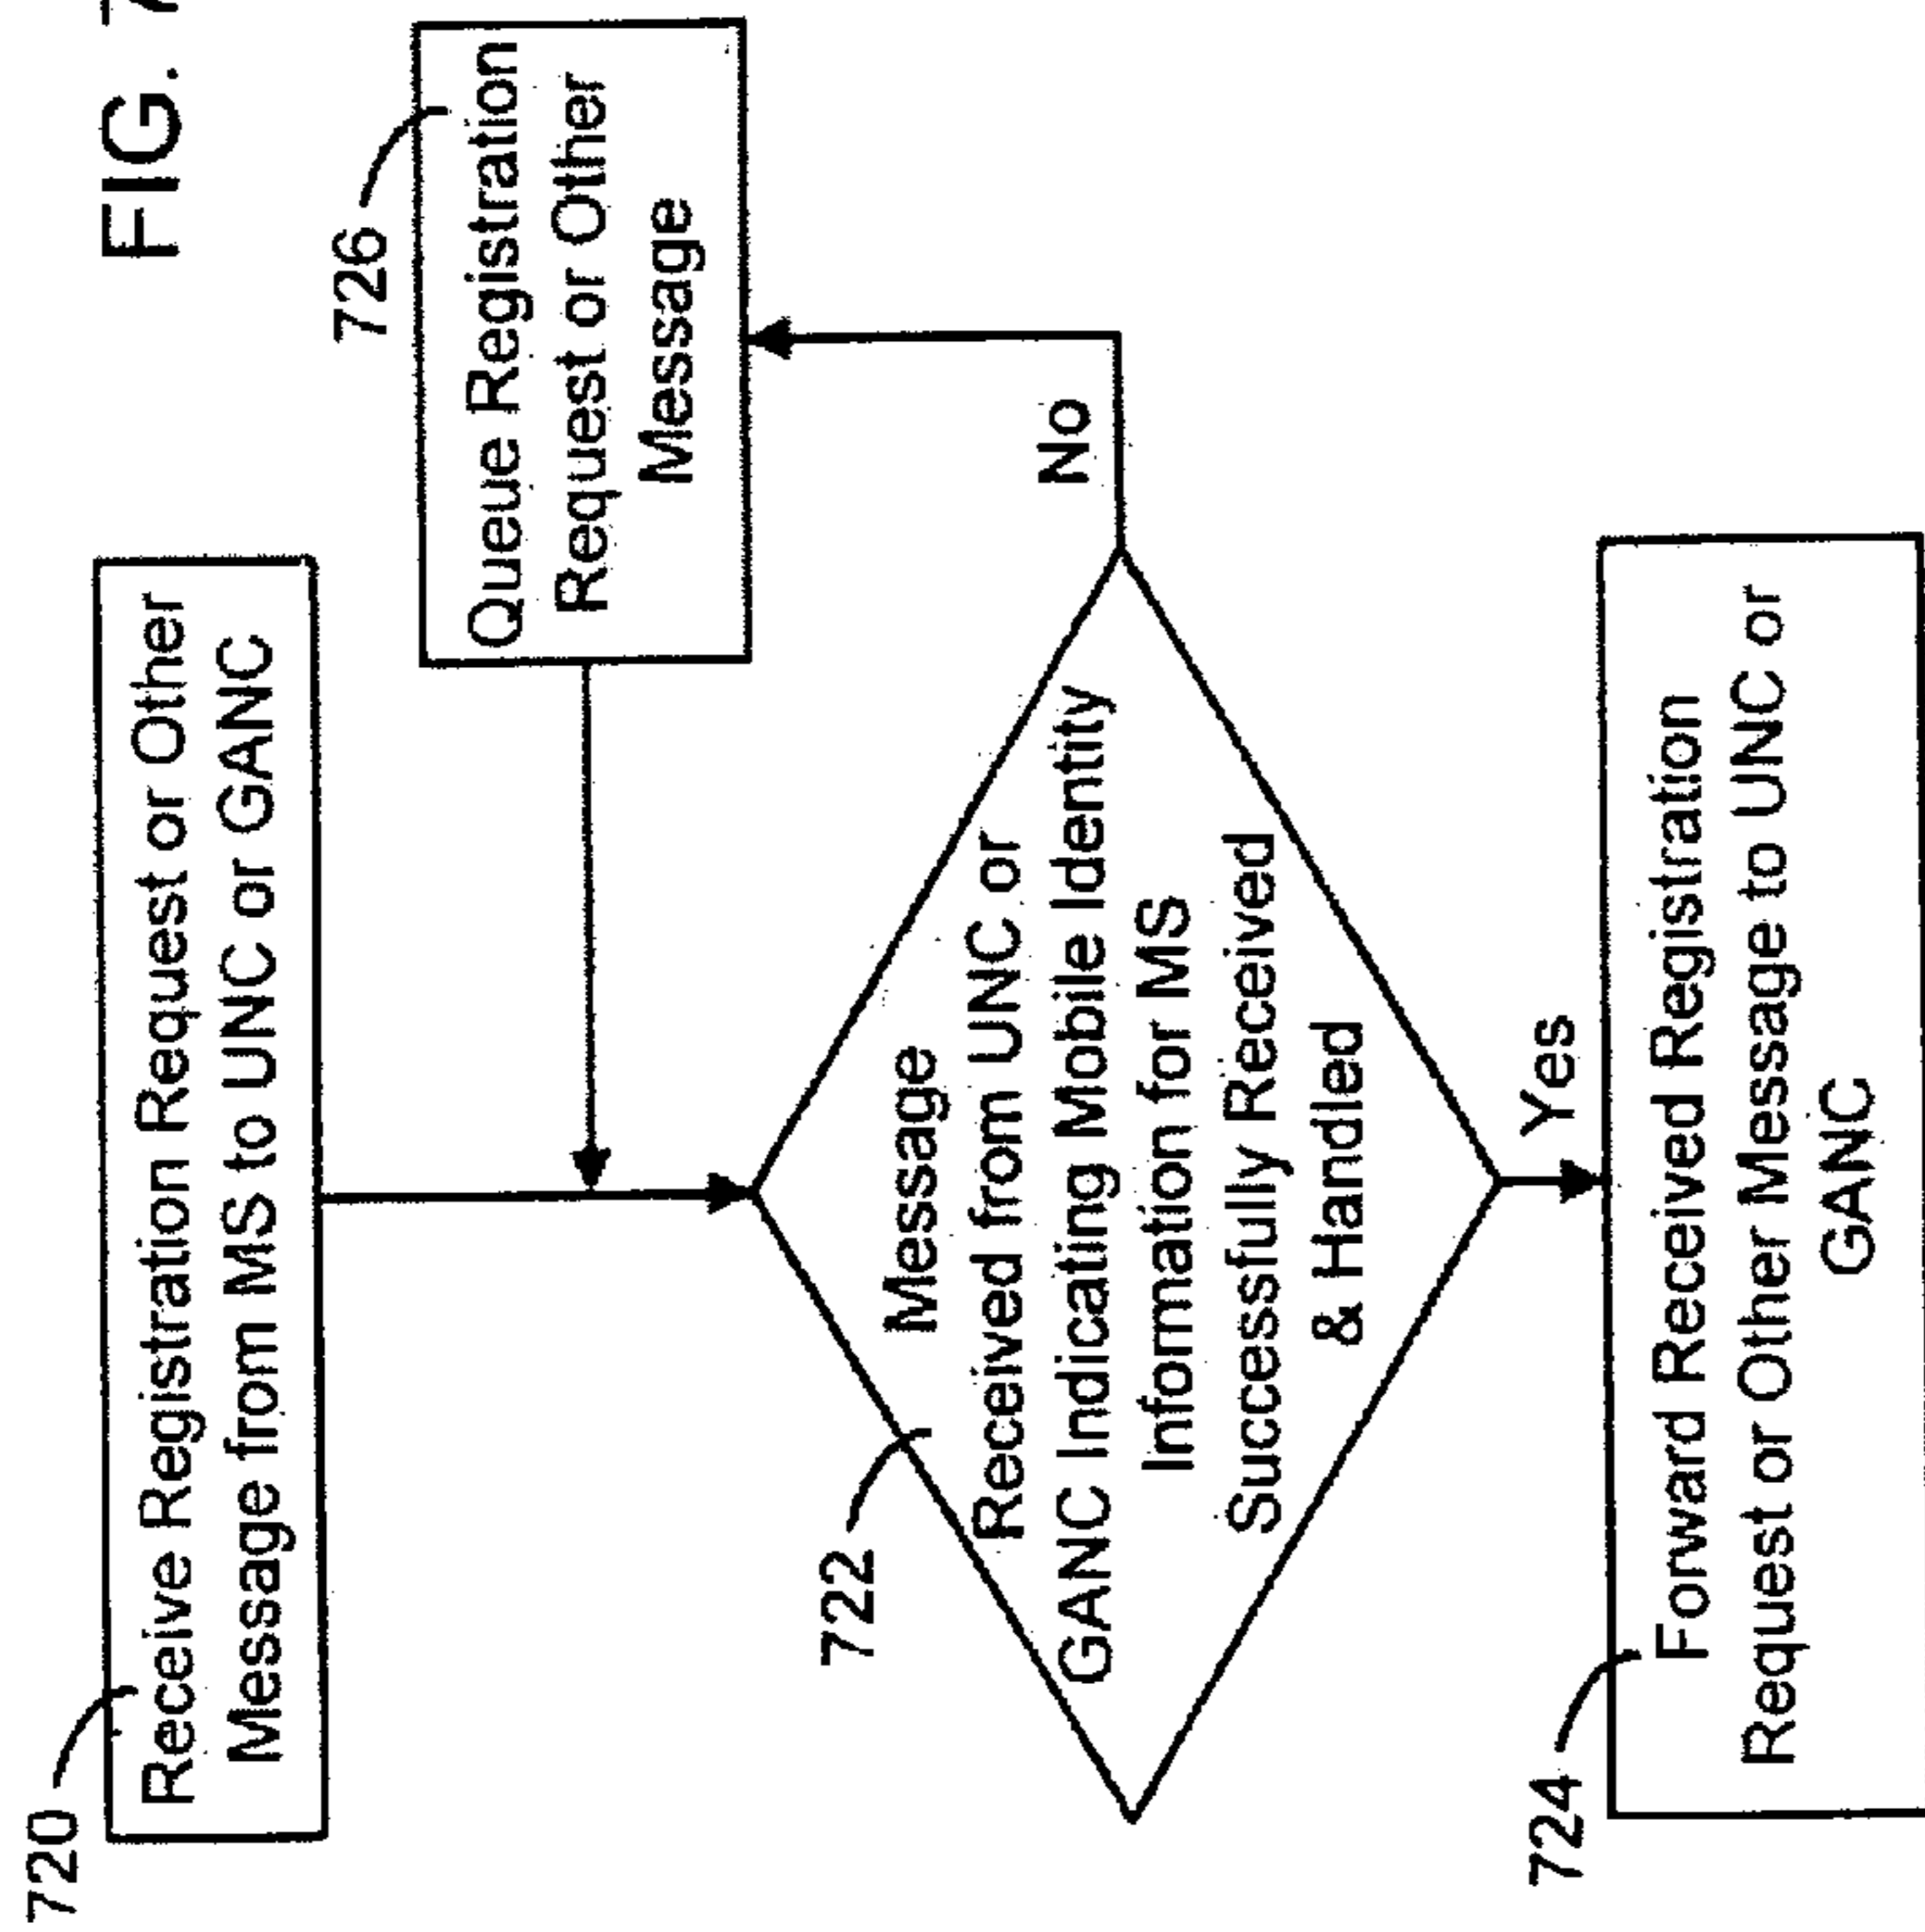 FIG. 7
720
Receive Registration Request or Other
Message from MS to UNC or GANC
726
Queue Registration
Request or Other
Message
722
Message
Received from UNC or
GANC Indicating Mobile Identity
Information for MS
Successfully Received
& Handled
No
Yes
724
Forward Received Registration
Request or Other Message to UNC or
GANC